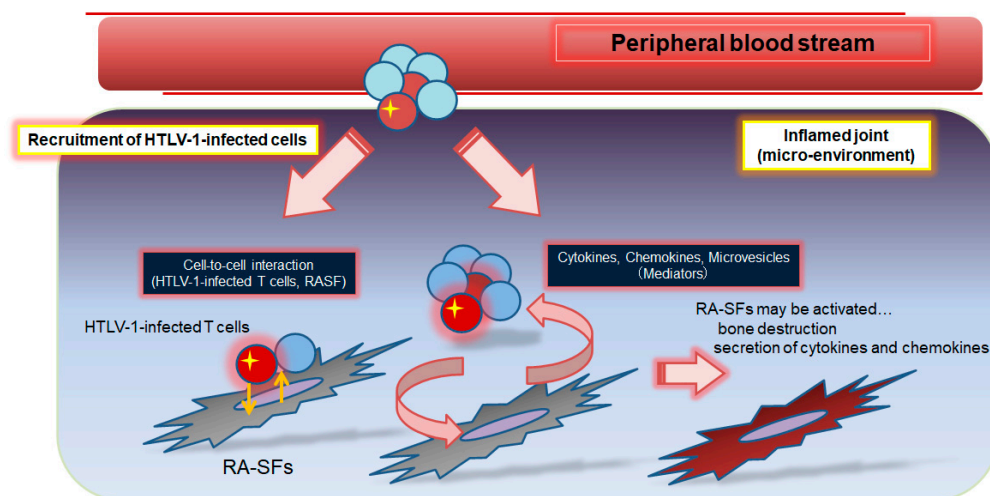 Peripheral blood stream
Recruitment of HTLV-1-infected cells
Inflamed joint
(micro-environment)
Cell-to-cell interaction
(HTLV-1-infected T cells, RASF)
Cytokines, Chemokines, Microvesicles
(Mediators)
HTLV-1-infected T cells
RA-SFs may be activated…
bone destruction
secretion of cytokines and chemokines
RA-SFs